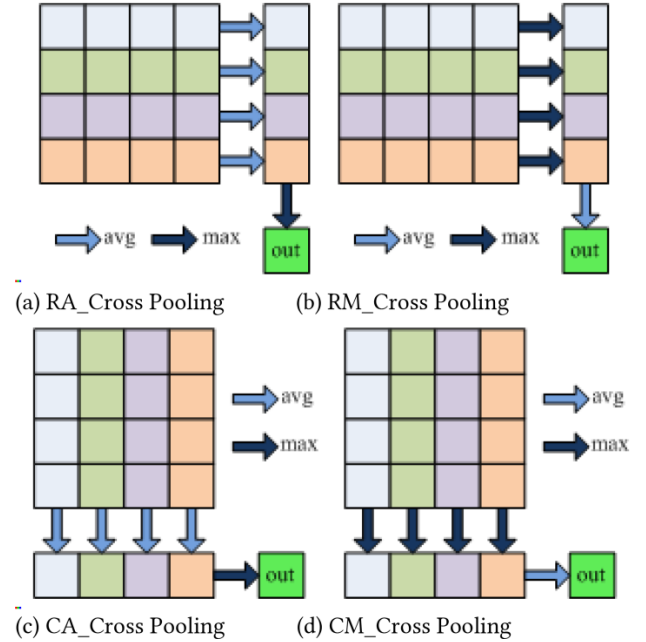 avg max out
avg max out
(a) RA_Cross Pooling
(b) RM_Cross Pooling
avg
max
out
avg
max
out
(c) CA_Cross Pooling
(d) CM_Cross Pooling